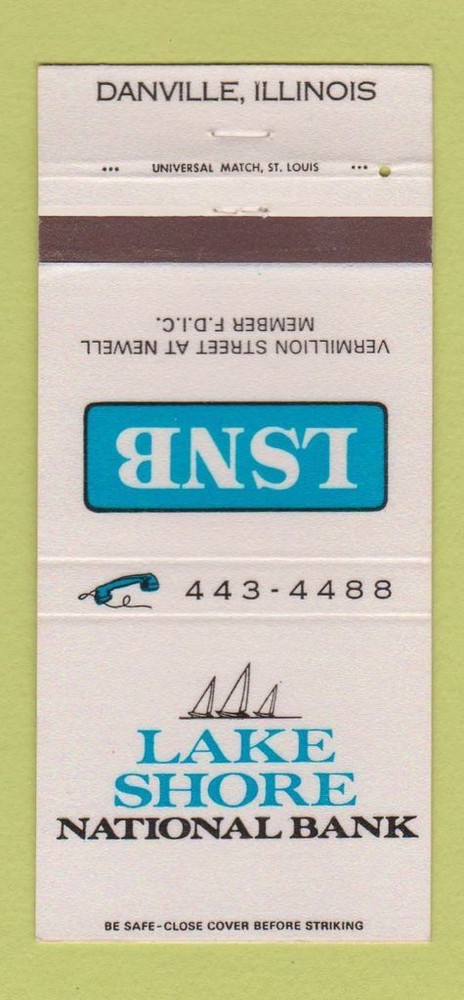 DANVILLE, ILLINOIS
••• UNIVERSAL MATCH, ST. LOUIS •••
LSNB
VERMILLION STREET AT NEWELL
MEMBER F.D.I.C.
443-4488
LAKE
SHORE
NATIONAL BANK
BE SAFE-CLOSE COVER BEFORE STRIKING